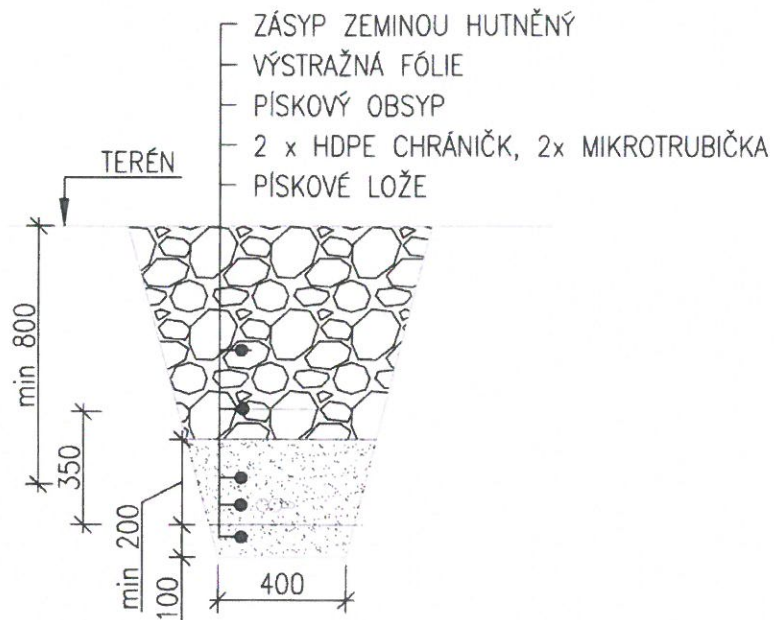 ZÁSYP ZEMINOU HUTNĚNÝ
VÝSTRAŽNÁ FÓLIE
PÍSKOVÝ OBSYP
2 x HDPE CHRÁNIČK, 2x MIKROTRUBIČKA
PÍSKOVÉ LOŽE
TERÉN
min 800
350
min 200
100
400